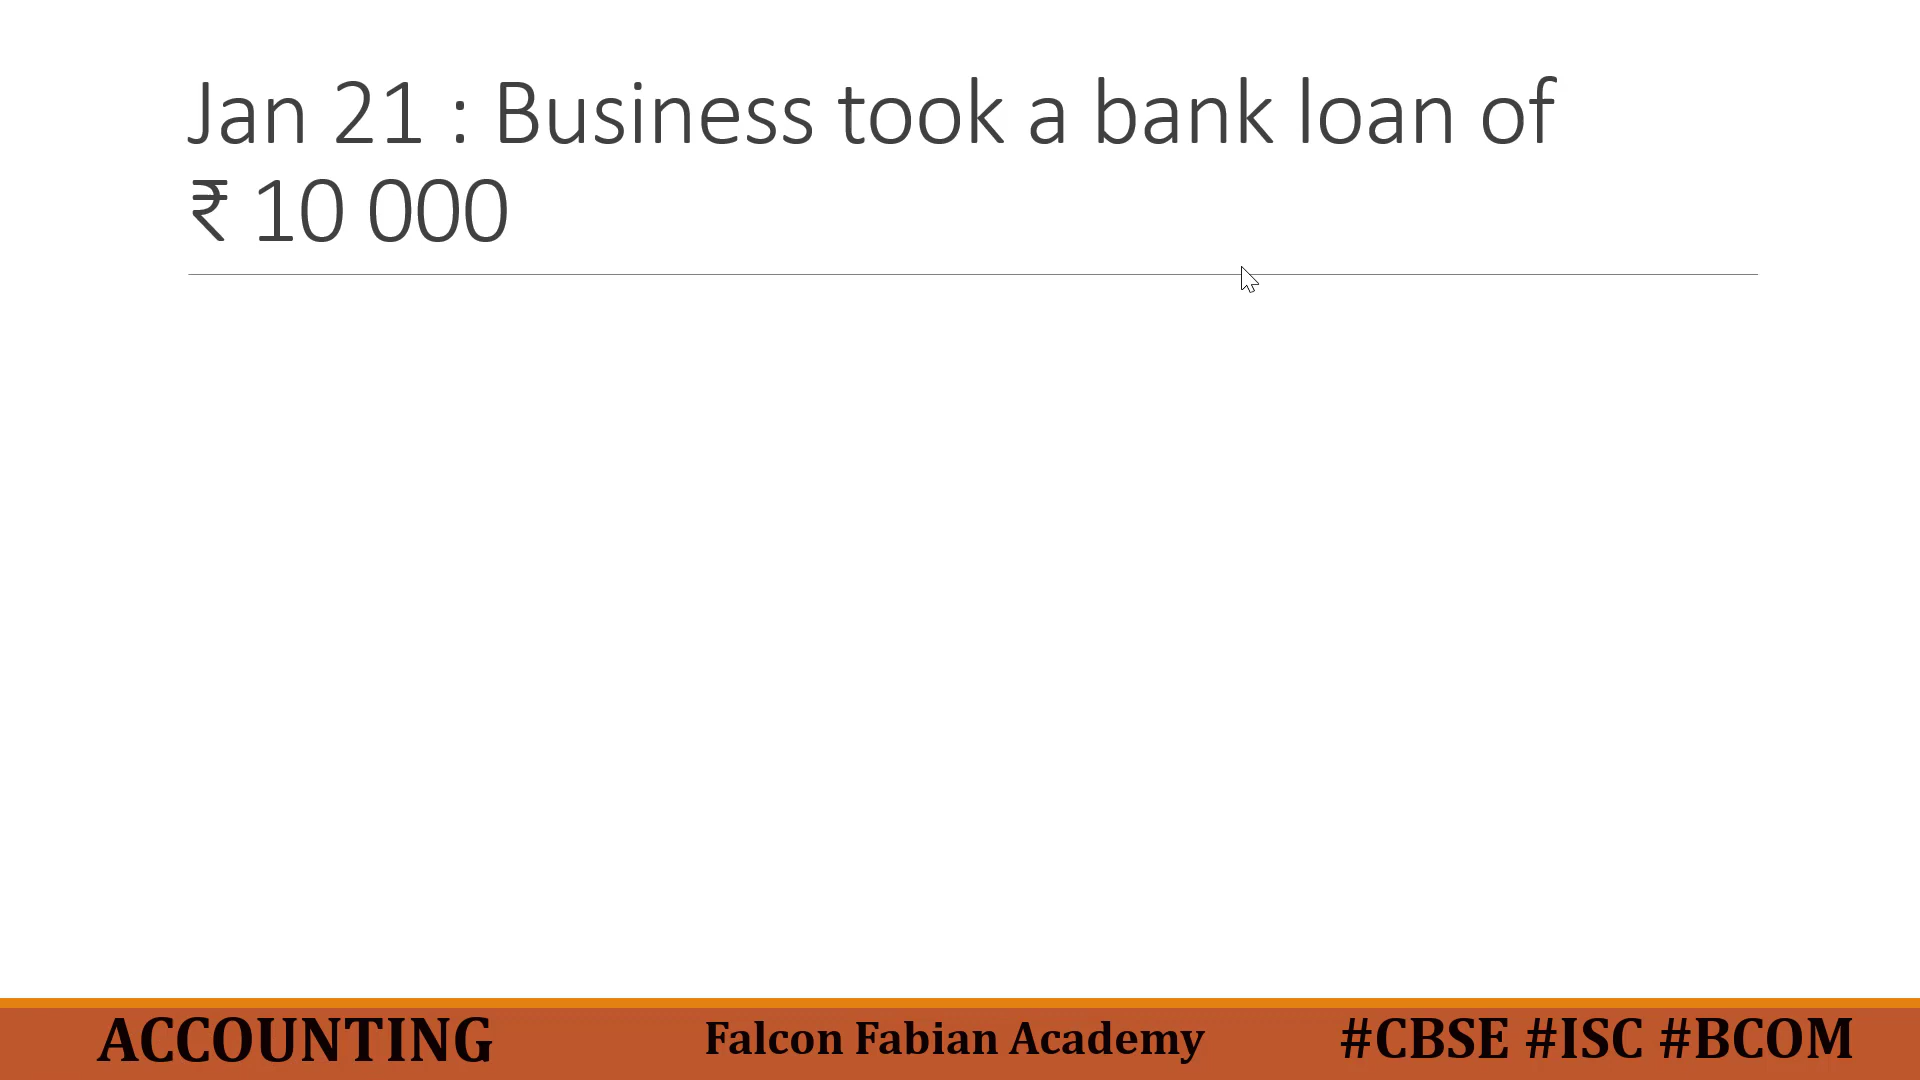 Jan 21 : Business took a bank loan of
₹ 10 000
ACCOUNTING
Falcon Fabian Academy
#CBSE #ISC #BCOM